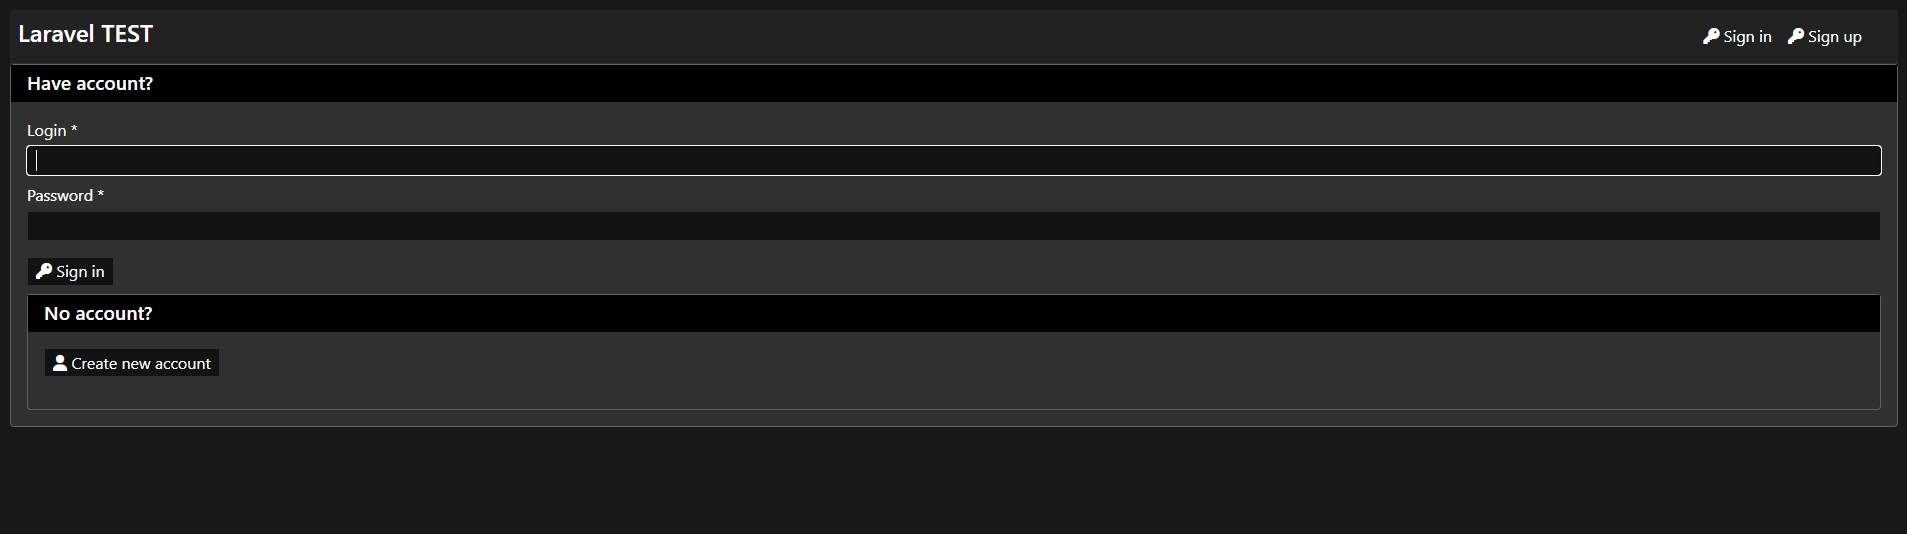 Laravel TEST
Sign in Sign up
Have account?
Login *
Password *
Sign in
No account?
Create new account